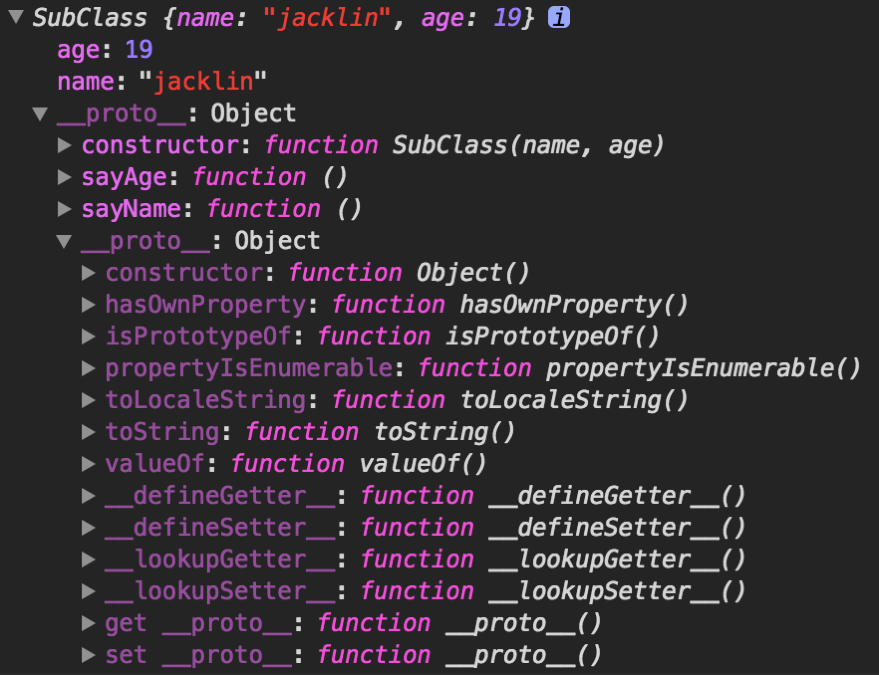 SubClass {name: "jacklin", age: 19} i
age: 19
name: "jacklin"
__proto__: Object
constructor: function SubClass(name, age)
sayAge: function ()
sayName: function ()
__proto__: Object
constructor: function Object()
hasOwnProperty: function hasOwnProperty()
isPrototypeOf: function isPrototypeOf()
propertyIsEnumerable: function propertyIsEnumerable()
toLocaleString: function toLocaleString()
toString: function toString()
valueOf: function valueOf()
__defineGetter__: function __defineGetter__()
__defineSetter__: function __defineSetter__()
__lookupGetter__: function __lookupGetter__()
__lookupSetter__: function __lookupSetter__()
get __proto__: function __proto__()
set __proto__: function __proto__()